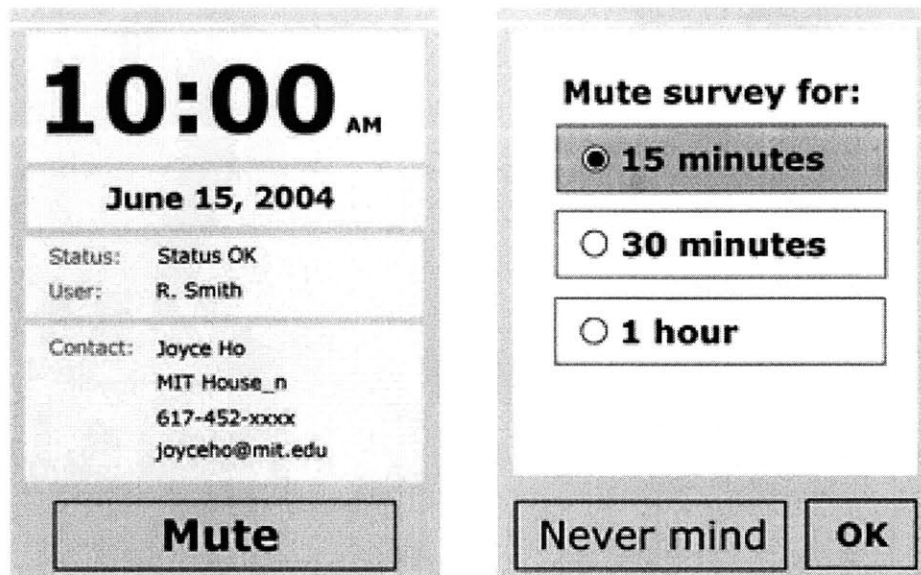 10:00 AM
June 15, 2004
Status: Status OK
User: R. Smith
Contact: Joyce Ho
MIT House_n
617-452-xxxx
joyceho@mit.edu
Mute
Mute survey for:
15 minutes
30 minutes
1 hour
Never mind
OK